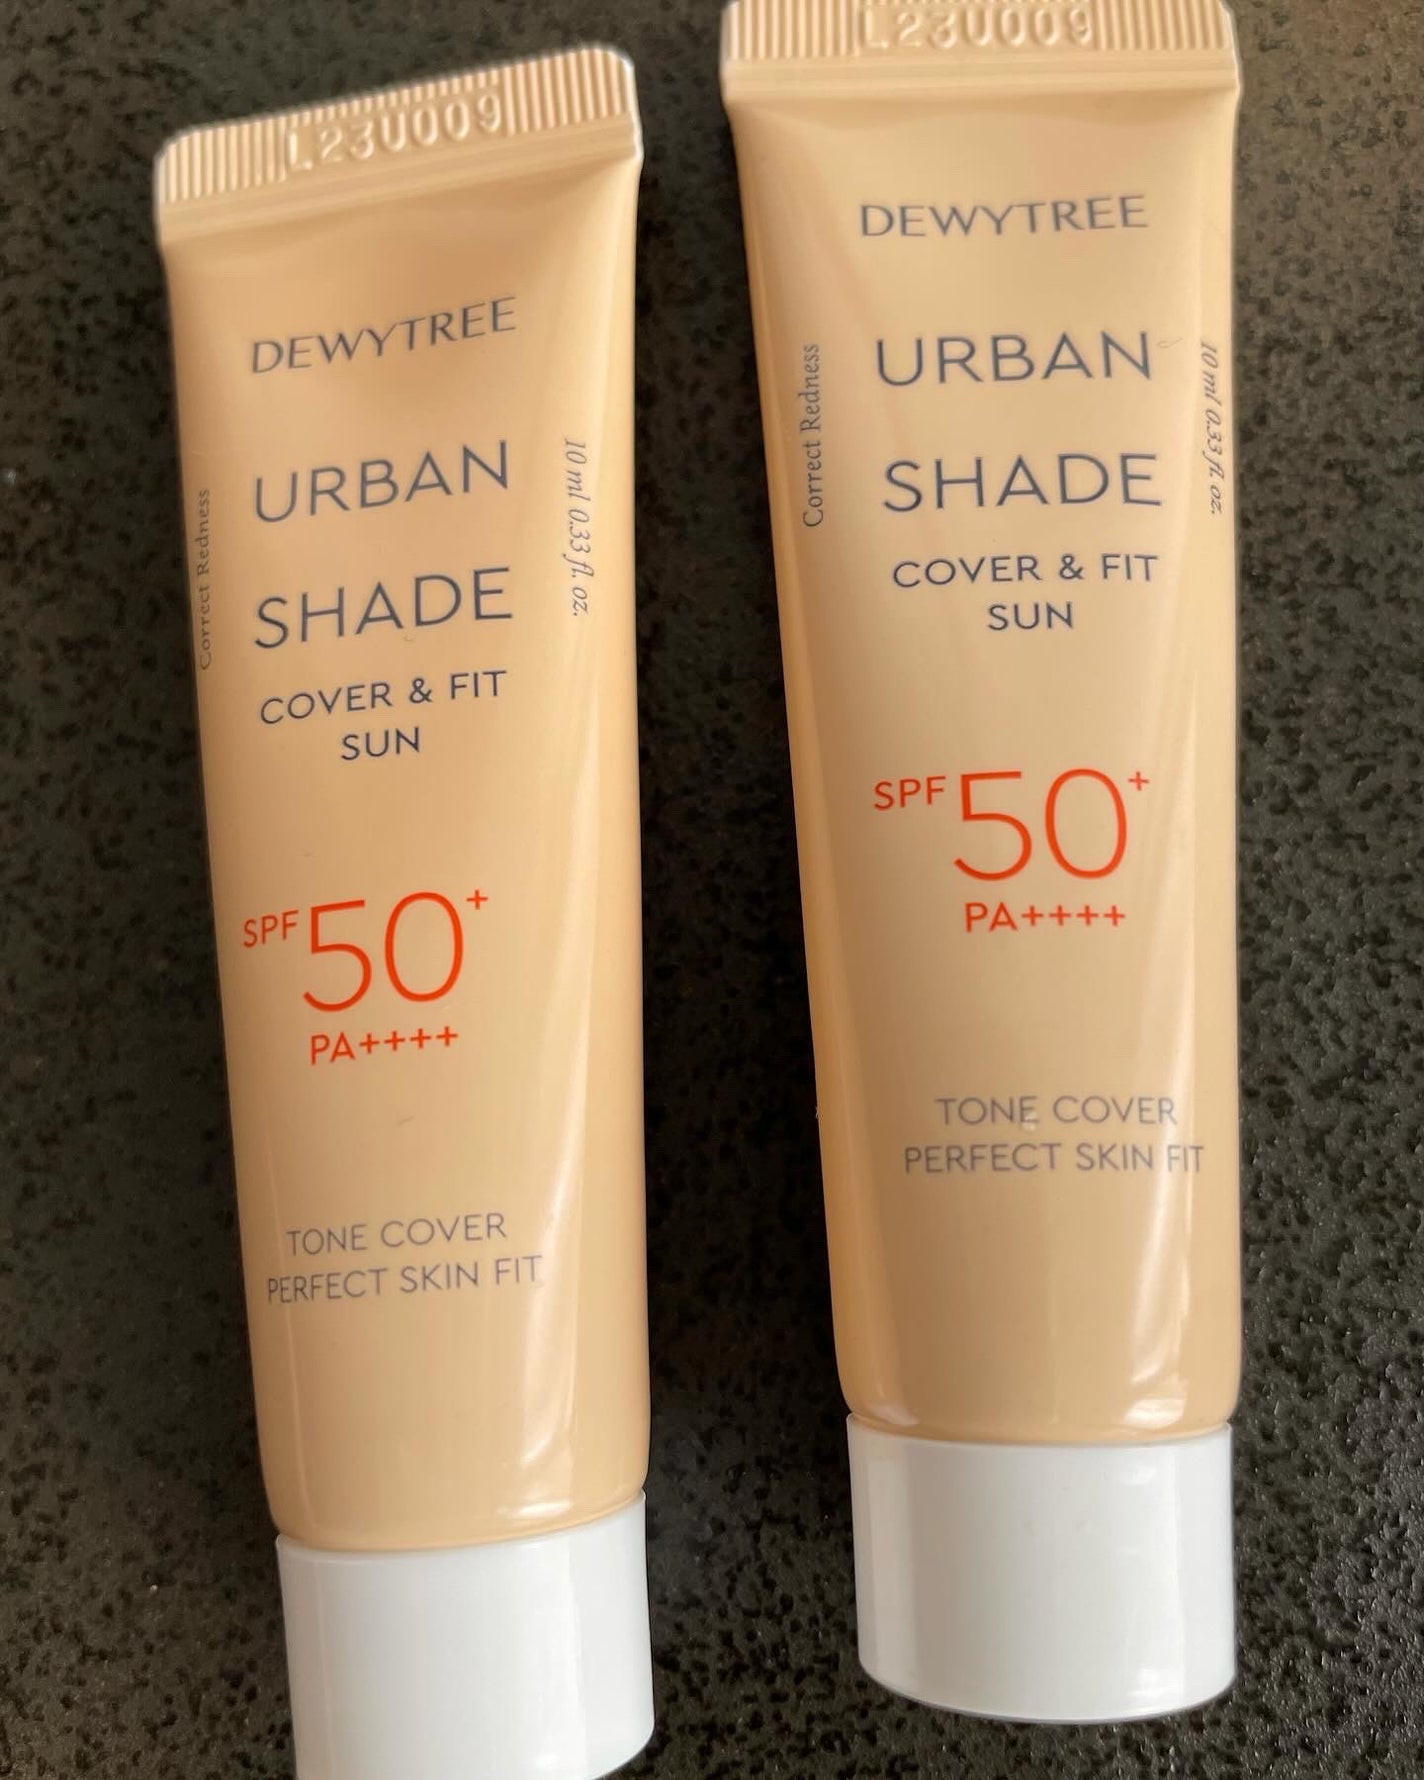 L23U009
DEWYTREE
URBAN
SHADE
COVER & FIT
SUN
Correct Redness
10 ml 0.33 fl. oz.
SPF 50+
PA++++
TONE COVER
PERFECT SKIN FIT
L23U009
DEWYTREE
URBAN
SHADE
COVER & FIT
SUN
Correct Redness
10 ml 0.33 fl. oz.
SPF 50+
PA++++
TONE COVER
PERFECT SKIN FIT